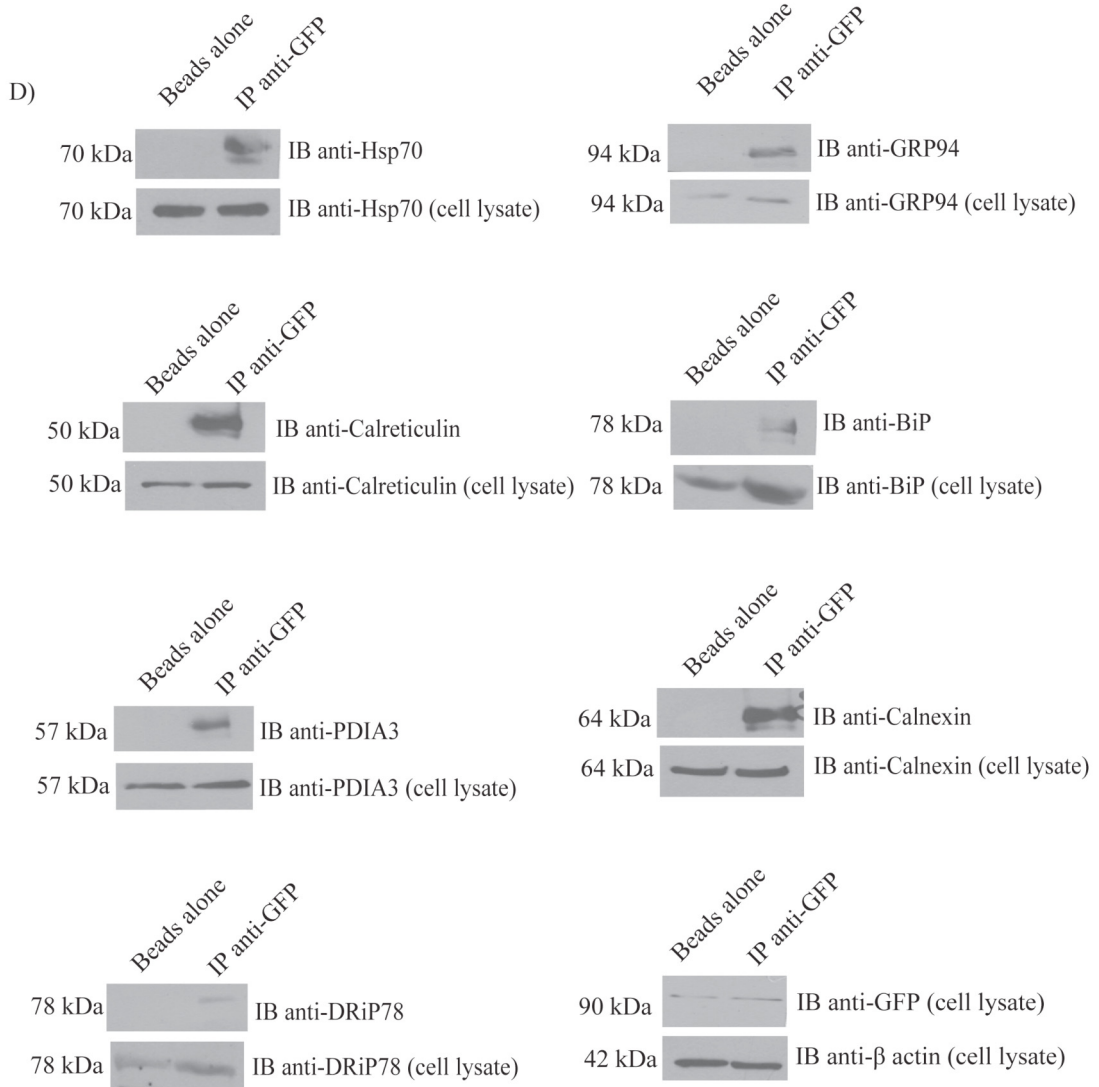 D)
Beads alone
IP anti-GFP
70 kDa IB anti-Hsp70
70 kDa IB anti-Hsp70 (cell lysate)
Beads alone
IP anti-GFP
94 kDa IB anti-GRP94
94 kDa IB anti-GRP94 (cell lysate)
Beads alone
IP anti-GFP
50 kDa IB anti-Calreticulin
50 kDa IB anti-Calreticulin (cell lysate)
Beads alone
IP anti-GFP
78 kDa IB anti-BiP
78 kDa IB anti-BiP (cell lysate)
Beads alone
IP anti-GFP
57 kDa IB anti-PDIA3
57 kDa IB anti-PDIA3 (cell lysate)
Beads alone
IP anti-GFP
64 kDa IB anti-Calnexin
64 kDa IB anti-Calnexin (cell lysate)
Beads alone
IP anti-GFP
78 kDa IB anti-DRiP78
78 kDa IB anti-DRiP78 (cell lysate)
Beads alone
IP anti-GFP
90 kDa IB anti-GFP (cell lysate)
42 kDa IB anti-β actin (cell lysate)